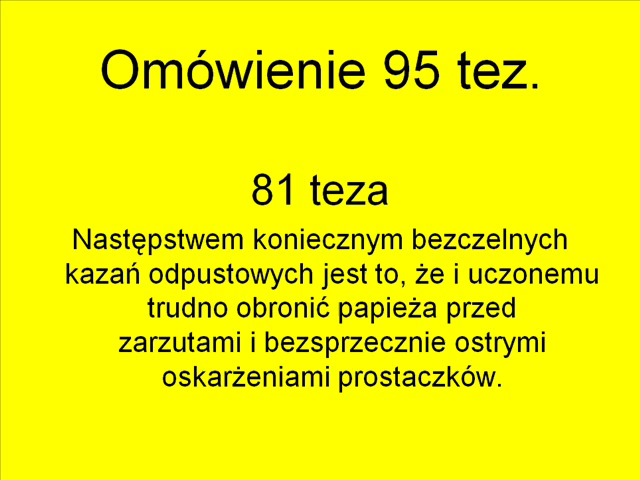 Omówienie 95 tez.
81 teza
Następstwem koniecznym bezczelnych
kazań odpustowych jest to, że i uczonemu
trudno obronić papieża przed
zarzutami i bezsprzecznie ostrymi
oskarżeniami prostaczków.